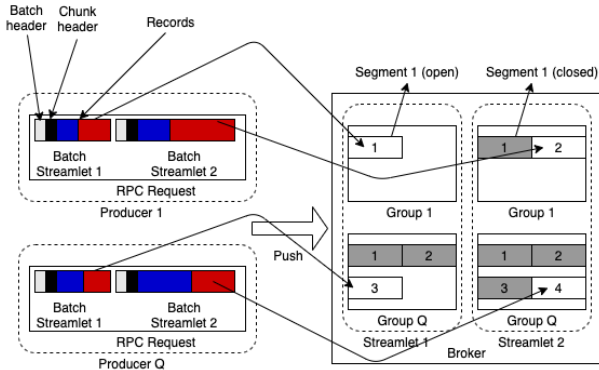 Batch
header
Chunk
header
Records
Batch
Streamlet 1
Batch
Streamlet 2
RPC Request
Producer 1
Batch
Streamlet 1
Batch
Streamlet 2
RPC Request
Producer Q
Push
Segment 1 (open)
Segment 1 (closed)
1
Group 1
1 2
Group 1
1 2
3
Group Q
Streamlet 1
1 2
3 4
Group Q
Streamlet 2
Broker